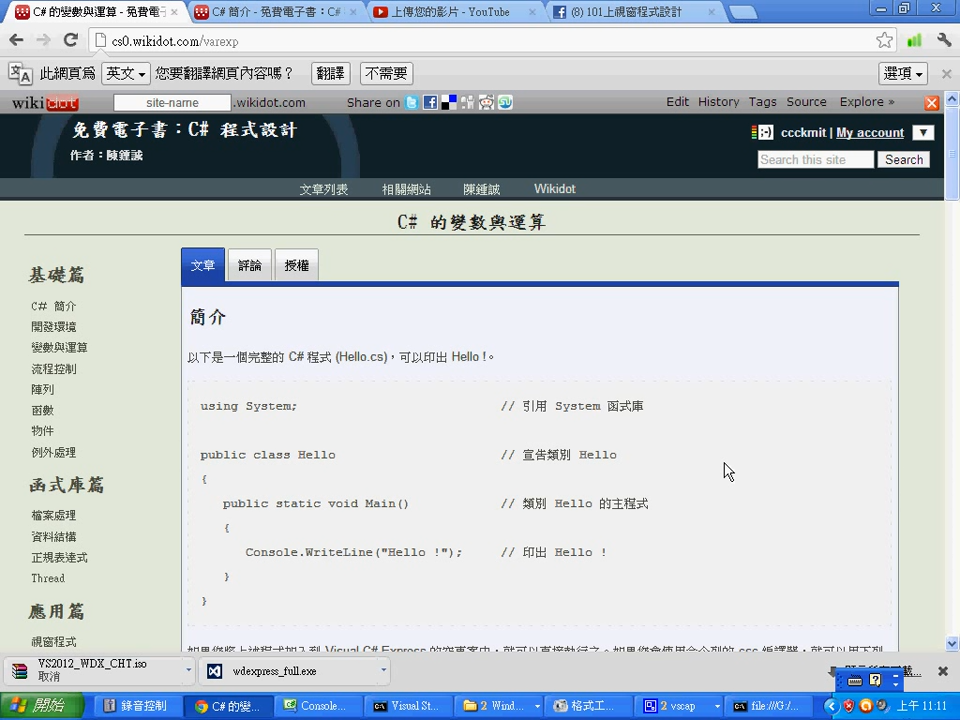 C# 的變數與運算 - 免費電子
C# 簡介 - 免費電子書：C#
上傳您的影片 - YouTube
(8) 101上視窗程式設計
cs0.wikidot.com/varexp
此網頁為 英文 您要翻譯網頁內容嗎？ 翻譯 不需要 選項
wikidot site-name .wikidot.com Share on Edit History Tags Source Explore »
免費電子書：C# 程式設計
作者：陳鍾誠
ccckmit | My account
Search this site Search
文章列表 相關網站 陳鍾誠 Wikidot
C# 的變數與運算
基礎篇
C# 簡介
開發環境
變數與運算
流程控制
陣列
函數
物件
例外處理
函式庫篇
檔案處理
資料結構
正規表達式
Thread
應用篇
視窗程式
文章 評論 授權
簡介
以下是一個完整的 C# 程式 (Hello.cs)，可以印出 Hello !。
using System; // 引用 System 函式庫
public class Hello // 宣告類別 Hello
{
public static void Main() // 類別 Hello 的主程式
{
Console.WriteLine("Hello !"); // 印出 Hello !
}
}
VS2012_WDX_CHT.iso
取消
wdexpress_full.exe
開始 錄音控制 C# 的變... Console... Visual St... 2 Wind... 格式工... 2 vscap file:///G:/... 上午 11:11